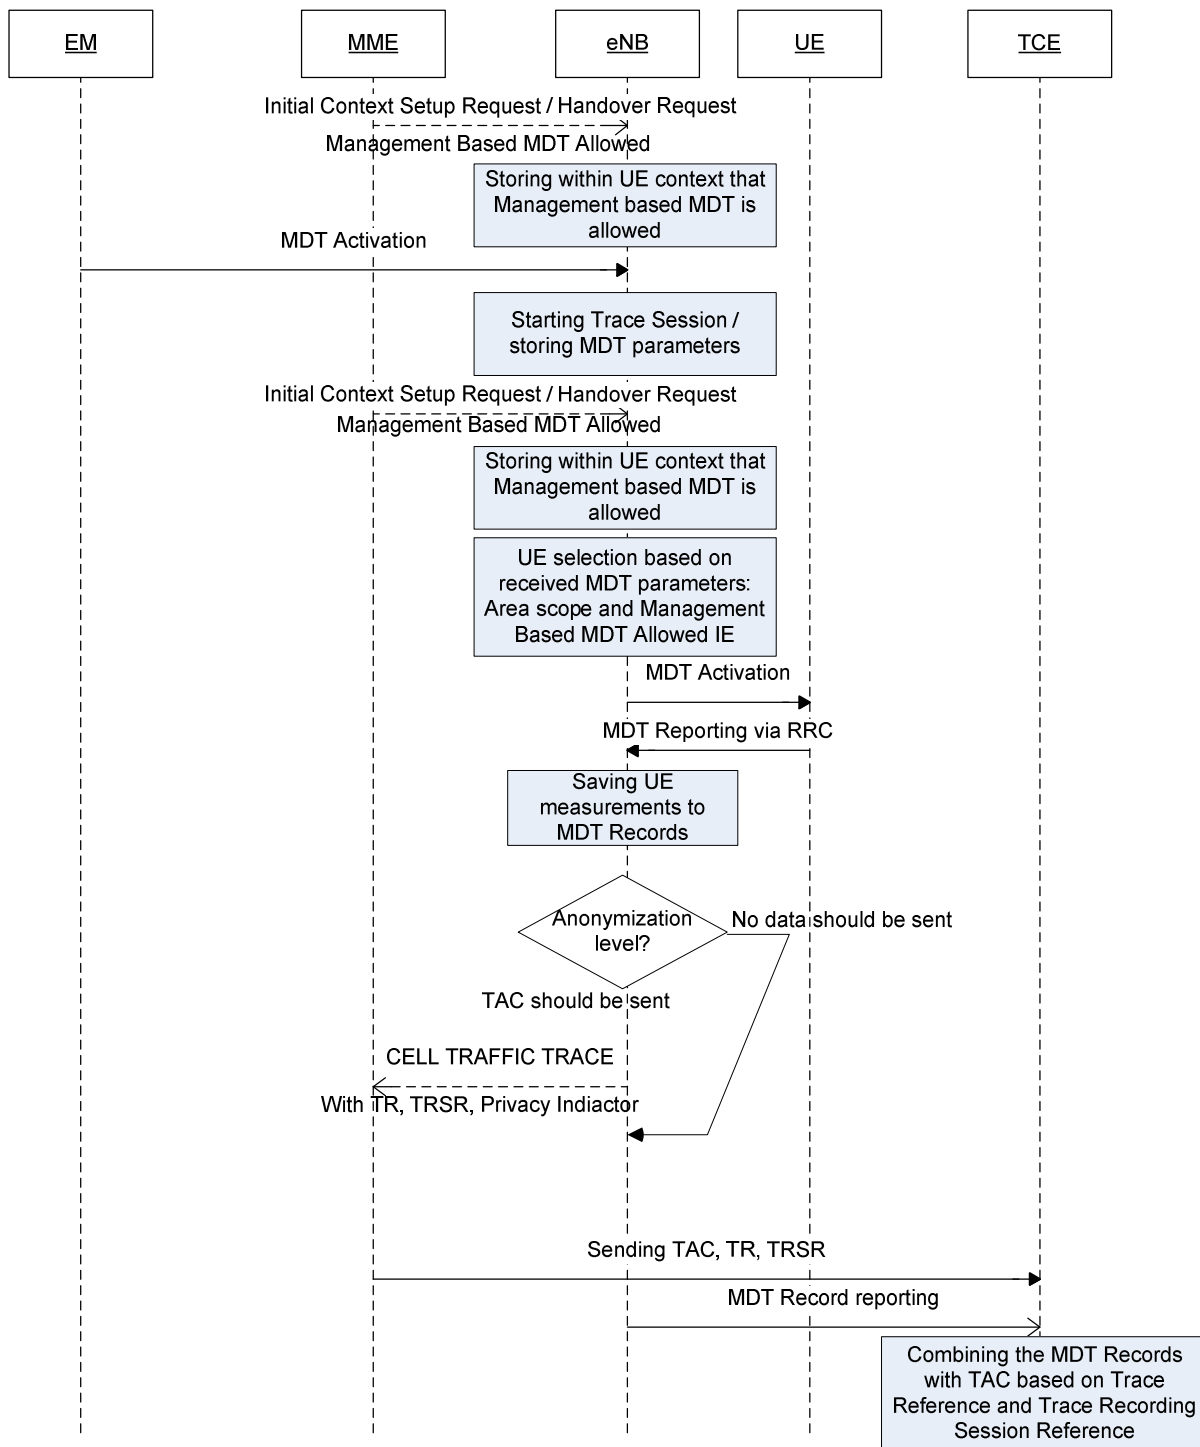 EM
MME
eNB
UE
TCE
Initial Context Setup Request / Handover Request
Management Based MDT Allowed
Storing within UE context that
Management based MDT is
allowed
MDT Activation
Starting Trace Session /
storing MDT parameters
Initial Context Setup Request / Handover Request
Management Based MDT Allowed
Storing within UE context that
Management based MDT is
allowed
UE selection based on
received MDT parameters:
Area scope and Management
Based MDT Allowed IE
MDT Activation
MDT Reporting via RRC
Saving UE
measurements to
MDT Records
Anonymization
level?
No data should be sent
TAC should be sent
CELL TRAFFIC TRACE
With TR, TRSR, Privacy Indiactor
Sending TAC, TR, TRSR
MDT Record reporting
Combining the MDT Records
with TAC based on Trace
Reference and Trace Recording
Session Reference